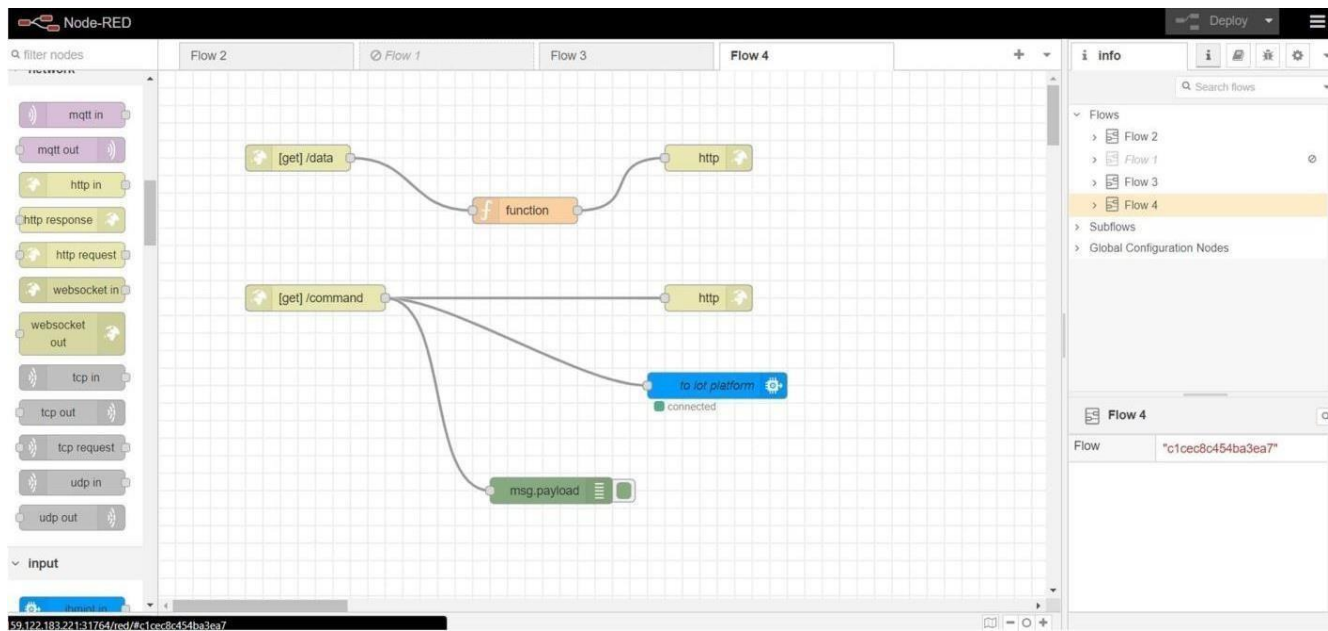 Node-RED
Deploy
filter nodes
network
mqtt in
mqtt out
http in
http response
http request
websocket in
websocket
out
tcp in
tcp out
tcp request
udp in
udp out
input
ibmiot in
Flow 2
Flow 1
Flow 3
Flow 4
[get] /data
function
http
[get] /command
http
to iot platform
connected
msg.payload
i info
i
Search flows
Flows
Flow 2
Flow 1
Flow 3
Flow 4
Subflows
Global Configuration Nodes
Flow 4
Flow "c1cec8c454ba3ea7"
59.122.183.221:31764/red/#c1cec8c454ba3ea7